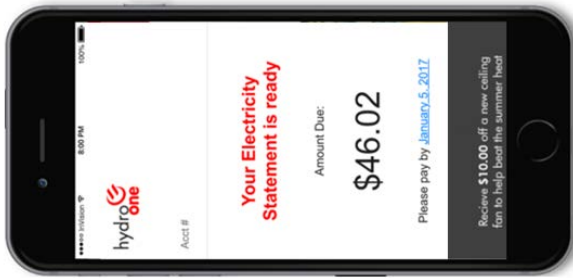 InVision 8:00 PM 100%
hydro
one
Acct #
Your Electricity
Statement is ready
Amount Due:
$46.02
Please pay by January 5, 2017
Recieve $10.00 off a new ceiling
fan to help beat the summer heat